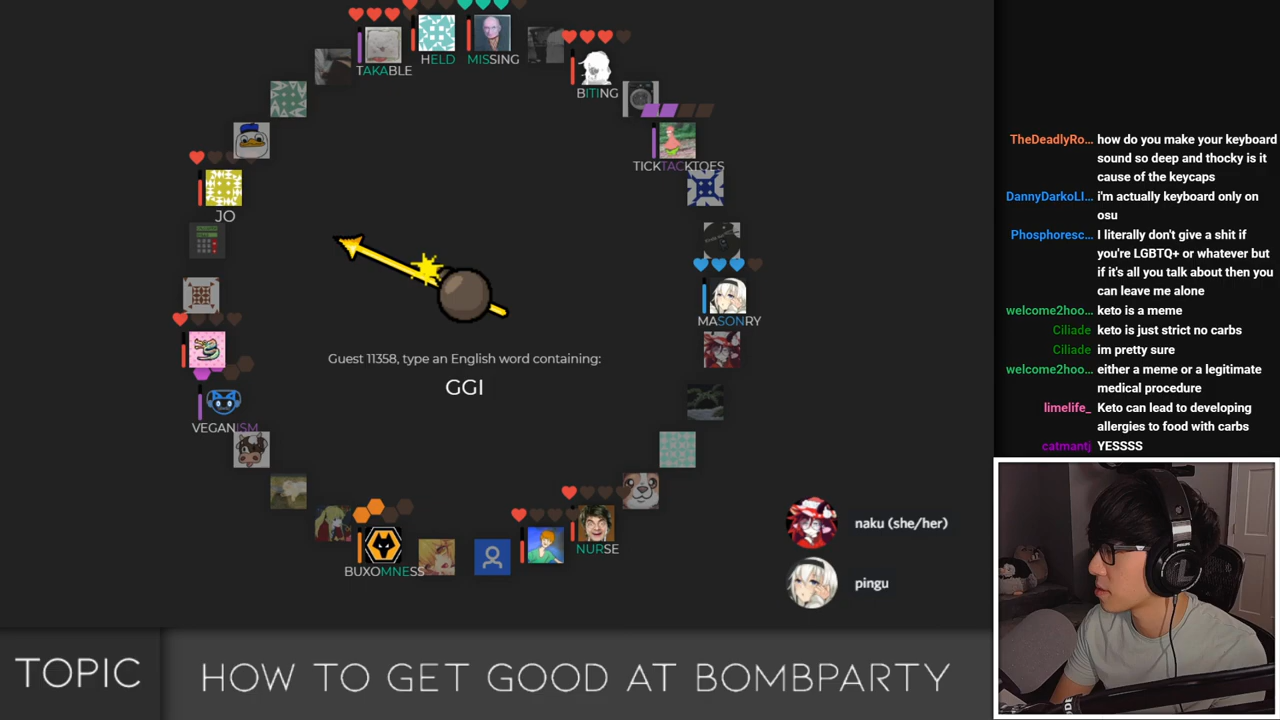 TAKABLE
HELD
MISSING
BITING
TICKTACKTOES
JO
MASONRY
Guest 11358, type an English word containing:
GGI
VEGANISM
BUXOMNESS
NURSE
naku (she/her)
pingu
TOPIC
HOW TO GET GOOD AT BOMBPARTY
TheDeadlyRo... how do you make your keyboard
sound so deep and thocky is it
cause of the keycaps
DannyDarkoLI... i'm actually keyboard only on
osu
Phosphoresc... I literally don't give a shit if
you're LGBTQ+ or whatever but
if it's all you talk about then you
can leave me alone
welcome2hoo... keto is a meme
Ciliade keto is just strict no carbs
Ciliade im pretty sure
welcome2hoo... either a meme or a legitimate
medical procedure
limelife_ Keto can lead to developing
allergies to food with carbs
catmantj YESSSS